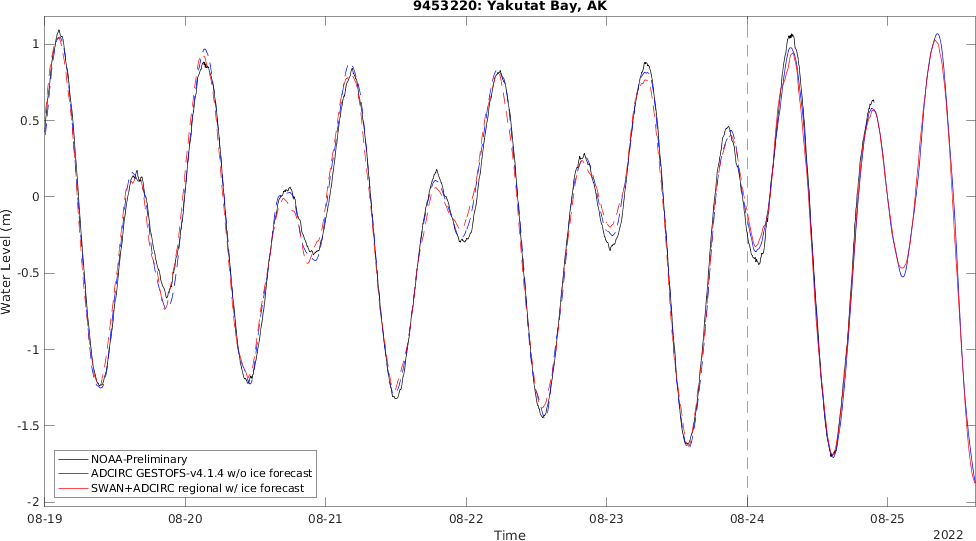 9453220: Yakutat Bay, AK
1
0.5
0
-0.5
-1
-1.5
-2
Water Level (m)
NOAA-Preliminary
ADCIRC GESTOFS-v4.1.4 w/o ice forecast
SWAN+ADCIRC regional w/ ice forecast
08-19 08-20 08-21 08-22 08-23 08-24 08-25
Time
2022